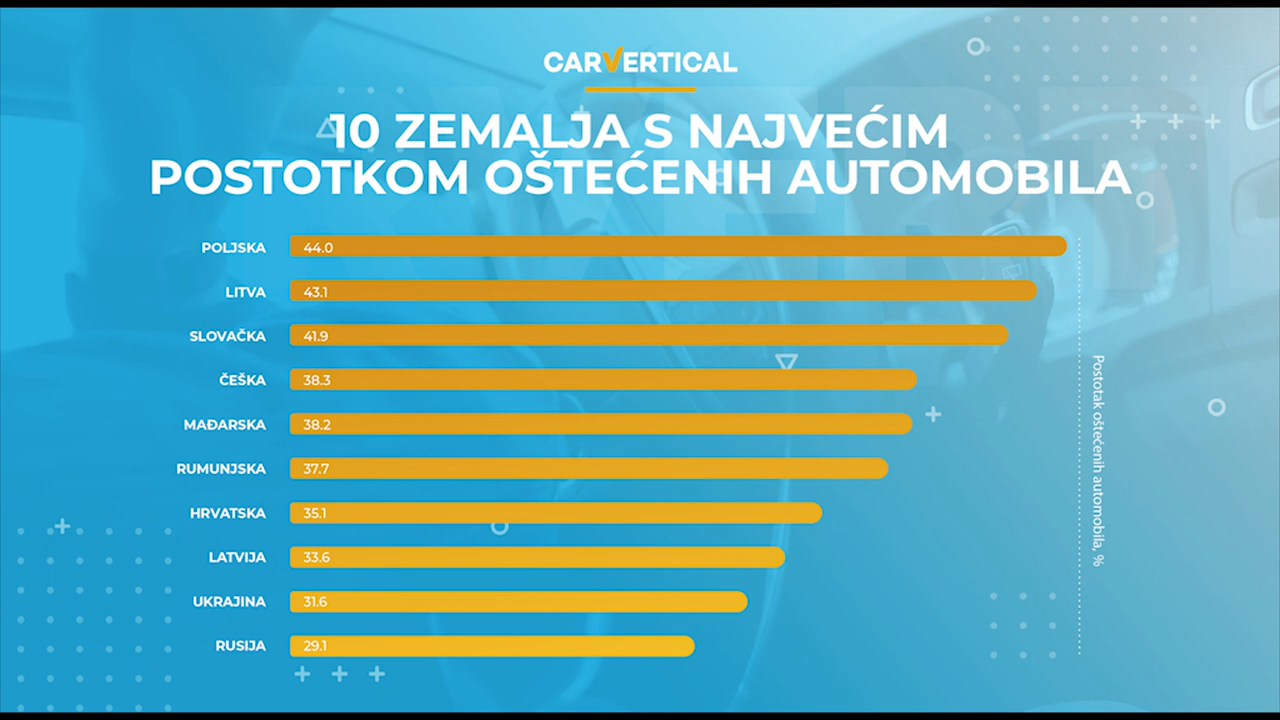 CARVERTICAL
10 ZEMALJA S NAJVEĆIM
POSTOTKOM OŠTEĆENIH AUTOMOBILA
POLJSKA 44.0
LITVA 43.1
SLOVAČKA 41.9
ČEŠKA 38.3
MAĐARSKA 38.2
RUMUNJSKA 37.7
HRVATSKA 35.1
LATVIJA 33.6
UKRAJINA 31.6
RUSIJA 29.1
Postotak oštećenih automobila, %